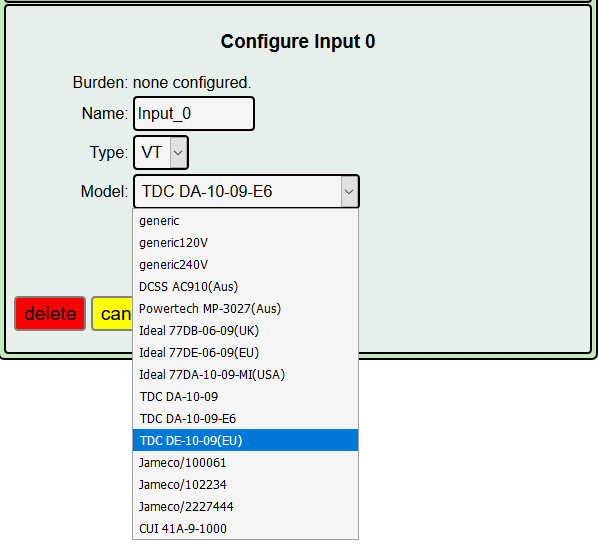 Configure Input 0
Burden: none configured.
Name: Input_0
Type: VT
Model: TDC DA-10-09-E6
generic
generic120V
generic240V
DCSS AC910(Aus)
Powertech MP-3027(Aus)
Ideal 77DB-06-09(UK)
Ideal 77DE-06-09(EU)
Ideal 77DA-10-09-MI(USA)
TDC DA-10-09
TDC DA-10-09-E6
TDC DE-10-09(EU)
Jameco/100061
Jameco/102234
Jameco/2227444
CUI 41A-9-1000
delete can